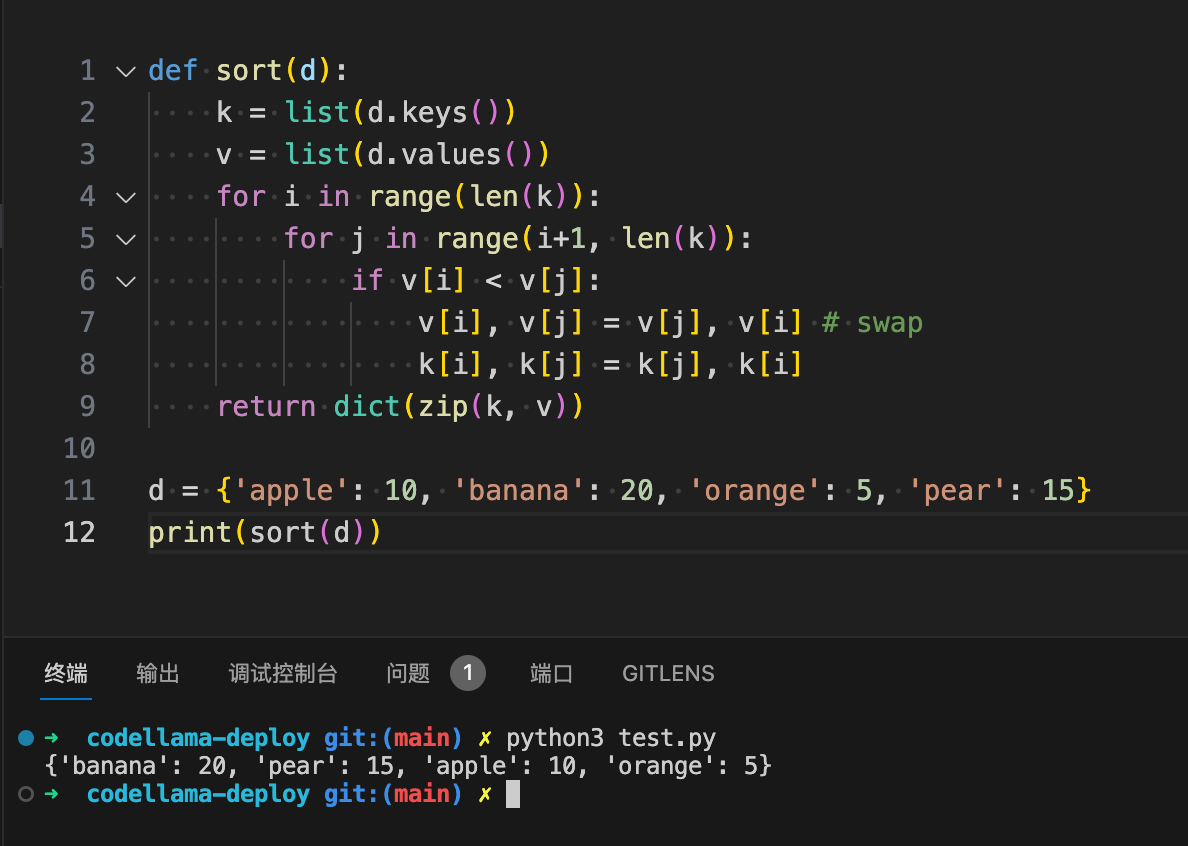 1 def sort(d):
2     k = list(d.keys())
3     v = list(d.values())
4     for i in range(len(k)):
5         for j in range(i+1, len(k)):
6             if v[i] < v[j]:
7                 v[i], v[j] = v[j], v[i] # swap
8                 k[i], k[j] = k[j], k[i]
9     return dict(zip(k, v))
10
11 d = {'apple': 10, 'banana': 20, 'orange': 5, 'pear': 15}
12 print(sort(d))
终端 输出 调试控制台 问题 1 端口 GITLENS
➜ codellama-deploy git:(main) ✗ python3 test.py
{'banana': 20, 'pear': 15, 'apple': 10, 'orange': 5}
➜ codellama-deploy git:(main) ✗